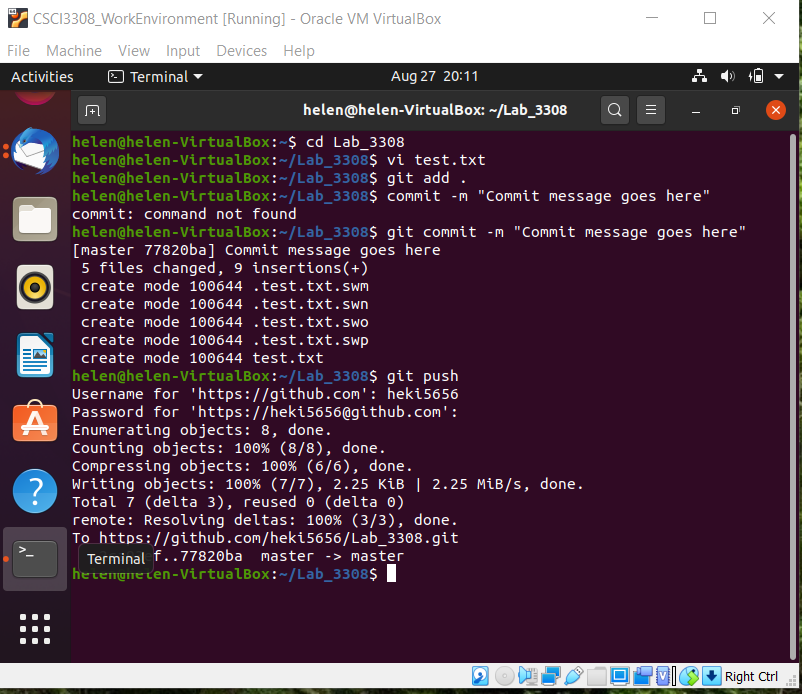 CSCI3308_WorkEnvironment [Running] - Oracle VM VirtualBox
File Machine View Input Devices Help
Activities Terminal Aug 27 20:11
helen@helen-VirtualBox: ~/Lab_3308
helen@helen-VirtualBox:~$ cd Lab_3308
helen@helen-VirtualBox:~/Lab_3308$ vi test.txt
helen@helen-VirtualBox:~/Lab_3308$ git add .
helen@helen-VirtualBox:~/Lab_3308$ commit -m "Commit message goes here"
commit: command not found
helen@helen-VirtualBox:~/Lab_3308$ git commit -m "Commit message goes here"
[master 77820ba] Commit message goes here
 5 files changed, 9 insertions(+)
 create mode 100644 .test.txt.swm
 create mode 100644 .test.txt.swn
 create mode 100644 .test.txt.swo
 create mode 100644 .test.txt.swp
 create mode 100644 test.txt
helen@helen-VirtualBox:~/Lab_3308$ git push
Username for 'https://github.com': heki5656
Password for 'https://heki5656@github.com':
Enumerating objects: 8, done.
Counting objects: 100% (8/8), done.
Compressing objects: 100% (6/6), done.
Writing objects: 100% (7/7), 2.25 KiB | 2.25 MiB/s, done.
Total 7 (delta 3), reused 0 (delta 0)
remote: Resolving deltas: 100% (3/3), done.
To https://github.com/heki5656/Lab_3308.git
f..77820ba master -> master
Terminal
helen@helen-VirtualBox:~/Lab_3308$
Right Ctrl